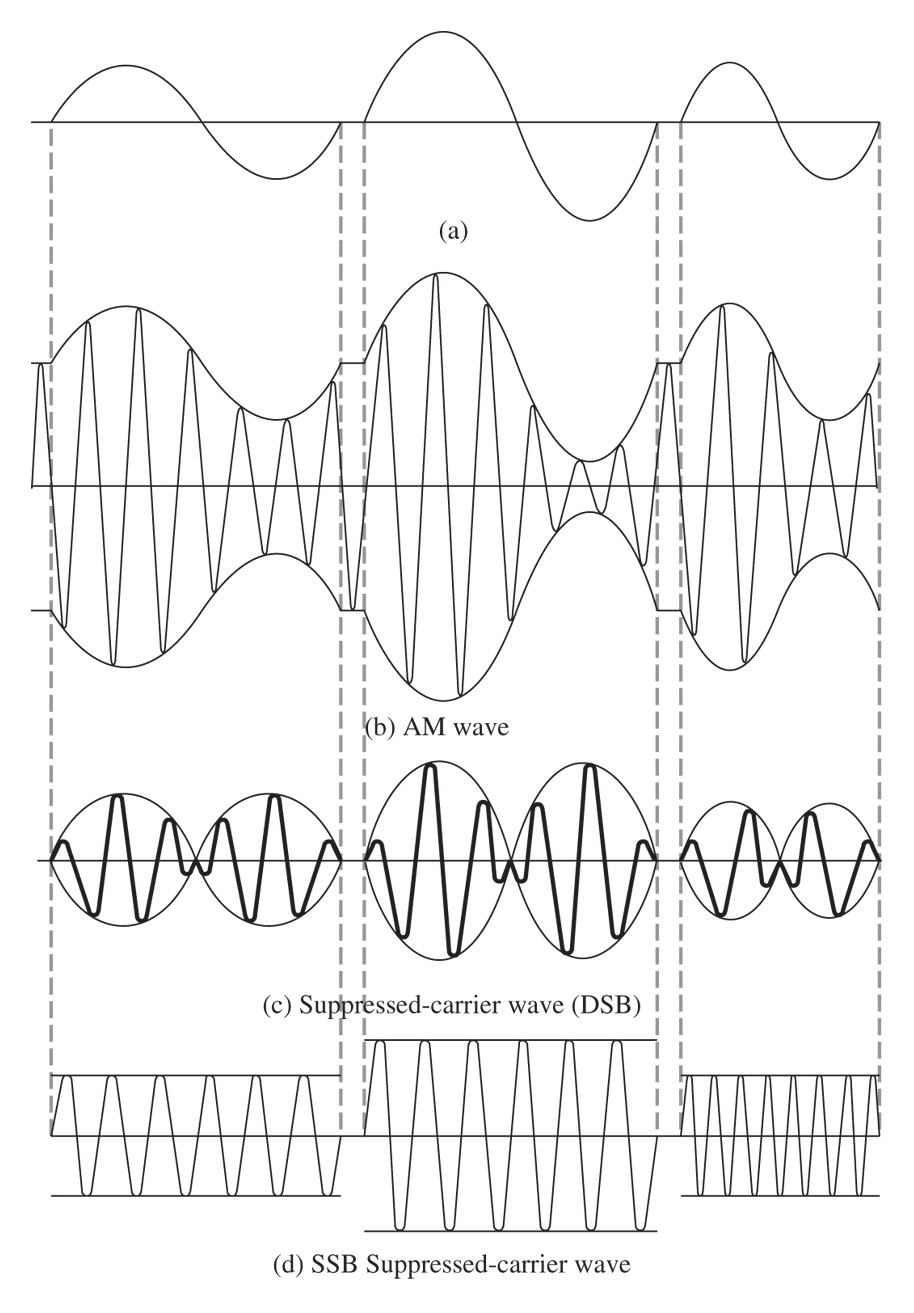 (a)
(b) AM wave
(c) Suppressed-carrier wave (DSB)
(d) SSB Suppressed-carrier wave